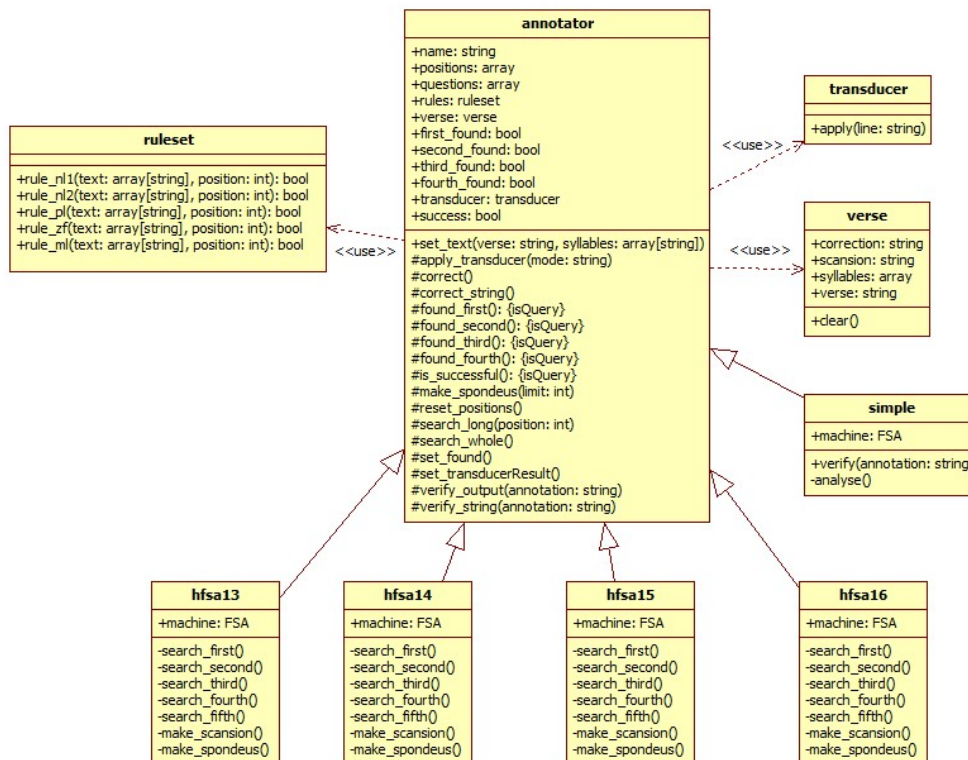 annotator
+name: string
+positions: array
+questions: array
+rules: ruleset
+verse: verse
+first_found: bool
+second_found: bool
+third_found: bool
+fourth_found: bool
+transducer: transducer
+success: bool
+set_text(verse: string, syllables: array[string])
#apply_transducer(mode: string)
#correct()
#correct_string()
#found_first(): {isQuery}
#found_second(): {isQuery}
#found_third(): {isQuery}
#found_fourth(): {isQuery}
#is_successful(): {isQuery}
#make_spondeus(limit: int)
#reset_positions()
#search_long(position: int)
#search_whole()
#set_found()
#set_transducerResult()
#verify_output(annotation: string)
#verify_string(annotation: string)
ruleset
+rule_nl1(text: array[string], position: int): bool
+rule_nl2(text: array[string], position: int): bool
+rule_pl(text: array[string], position: int): bool
+rule_zf(text: array[string], position: int): bool
+rule_ml(text: array[string], position: int): bool
<<use>>
transducer
+apply(line: string)
<<use>>
verse
+correction: string
+scansion: string
+syllables: array
+verse: string
+clear()
<<use>>
simple
+machine: FSA
+verify(annotation: string
-analyse()
hfsa13
+machine: FSA
-search_first()
-search_second()
-search_third()
-search_fourth()
-search_fifth()
-make_scansion()
-make_spondeus()
hfsa14
+machine: FSA
-search_first()
-search_second()
-search_third()
-search_fourth()
-search_fifth()
-make_scansion()
-make_spondeus()
hfsa15
+machine: FSA
-search_first()
-search_second()
-search_third()
-search_fourth()
-search_fifth()
-make_scansion()
-make_spondeus()
hfsa16
+machine: FSA
-search_first()
-search_second()
-search_third()
-search_fourth()
-search_fifth()
-make_scansion()
-make_spondeus()